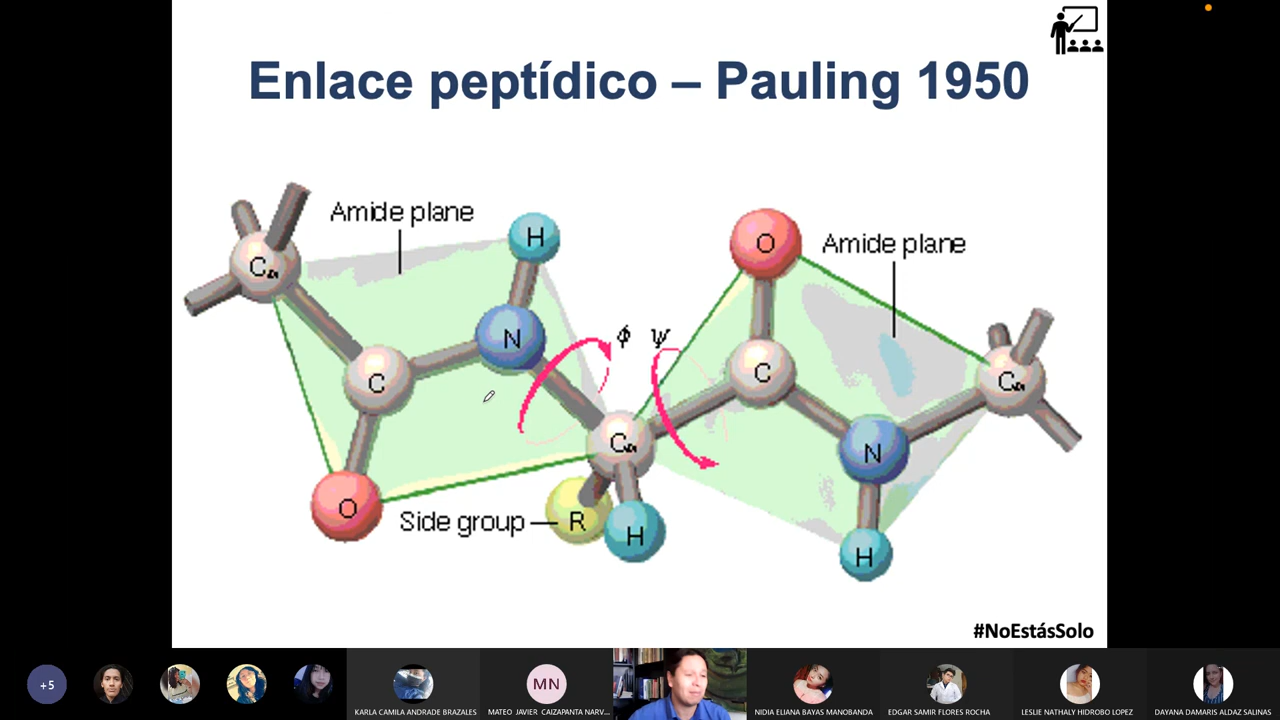 Enlace peptídico – Pauling 1950
Amide plane
Amide plane
H
O
Cα
N
ϕ ψ
C
C
Cα
Cα
N
O
Side group
R
H
H
#NoEstásSolo
+5
KARLA CAMILA ANDRADE BRAZALES
MN
MATEO JAVIER CAIZAPANTA NARV...
NIDIA ELIANA BAYAS MANOBANDA
EDGAR SAMIR FLORES ROCHA
LESLIE NATHALY HIDROBO LOPEZ
DAYANA DAMARIS ALDAZ SALINAS